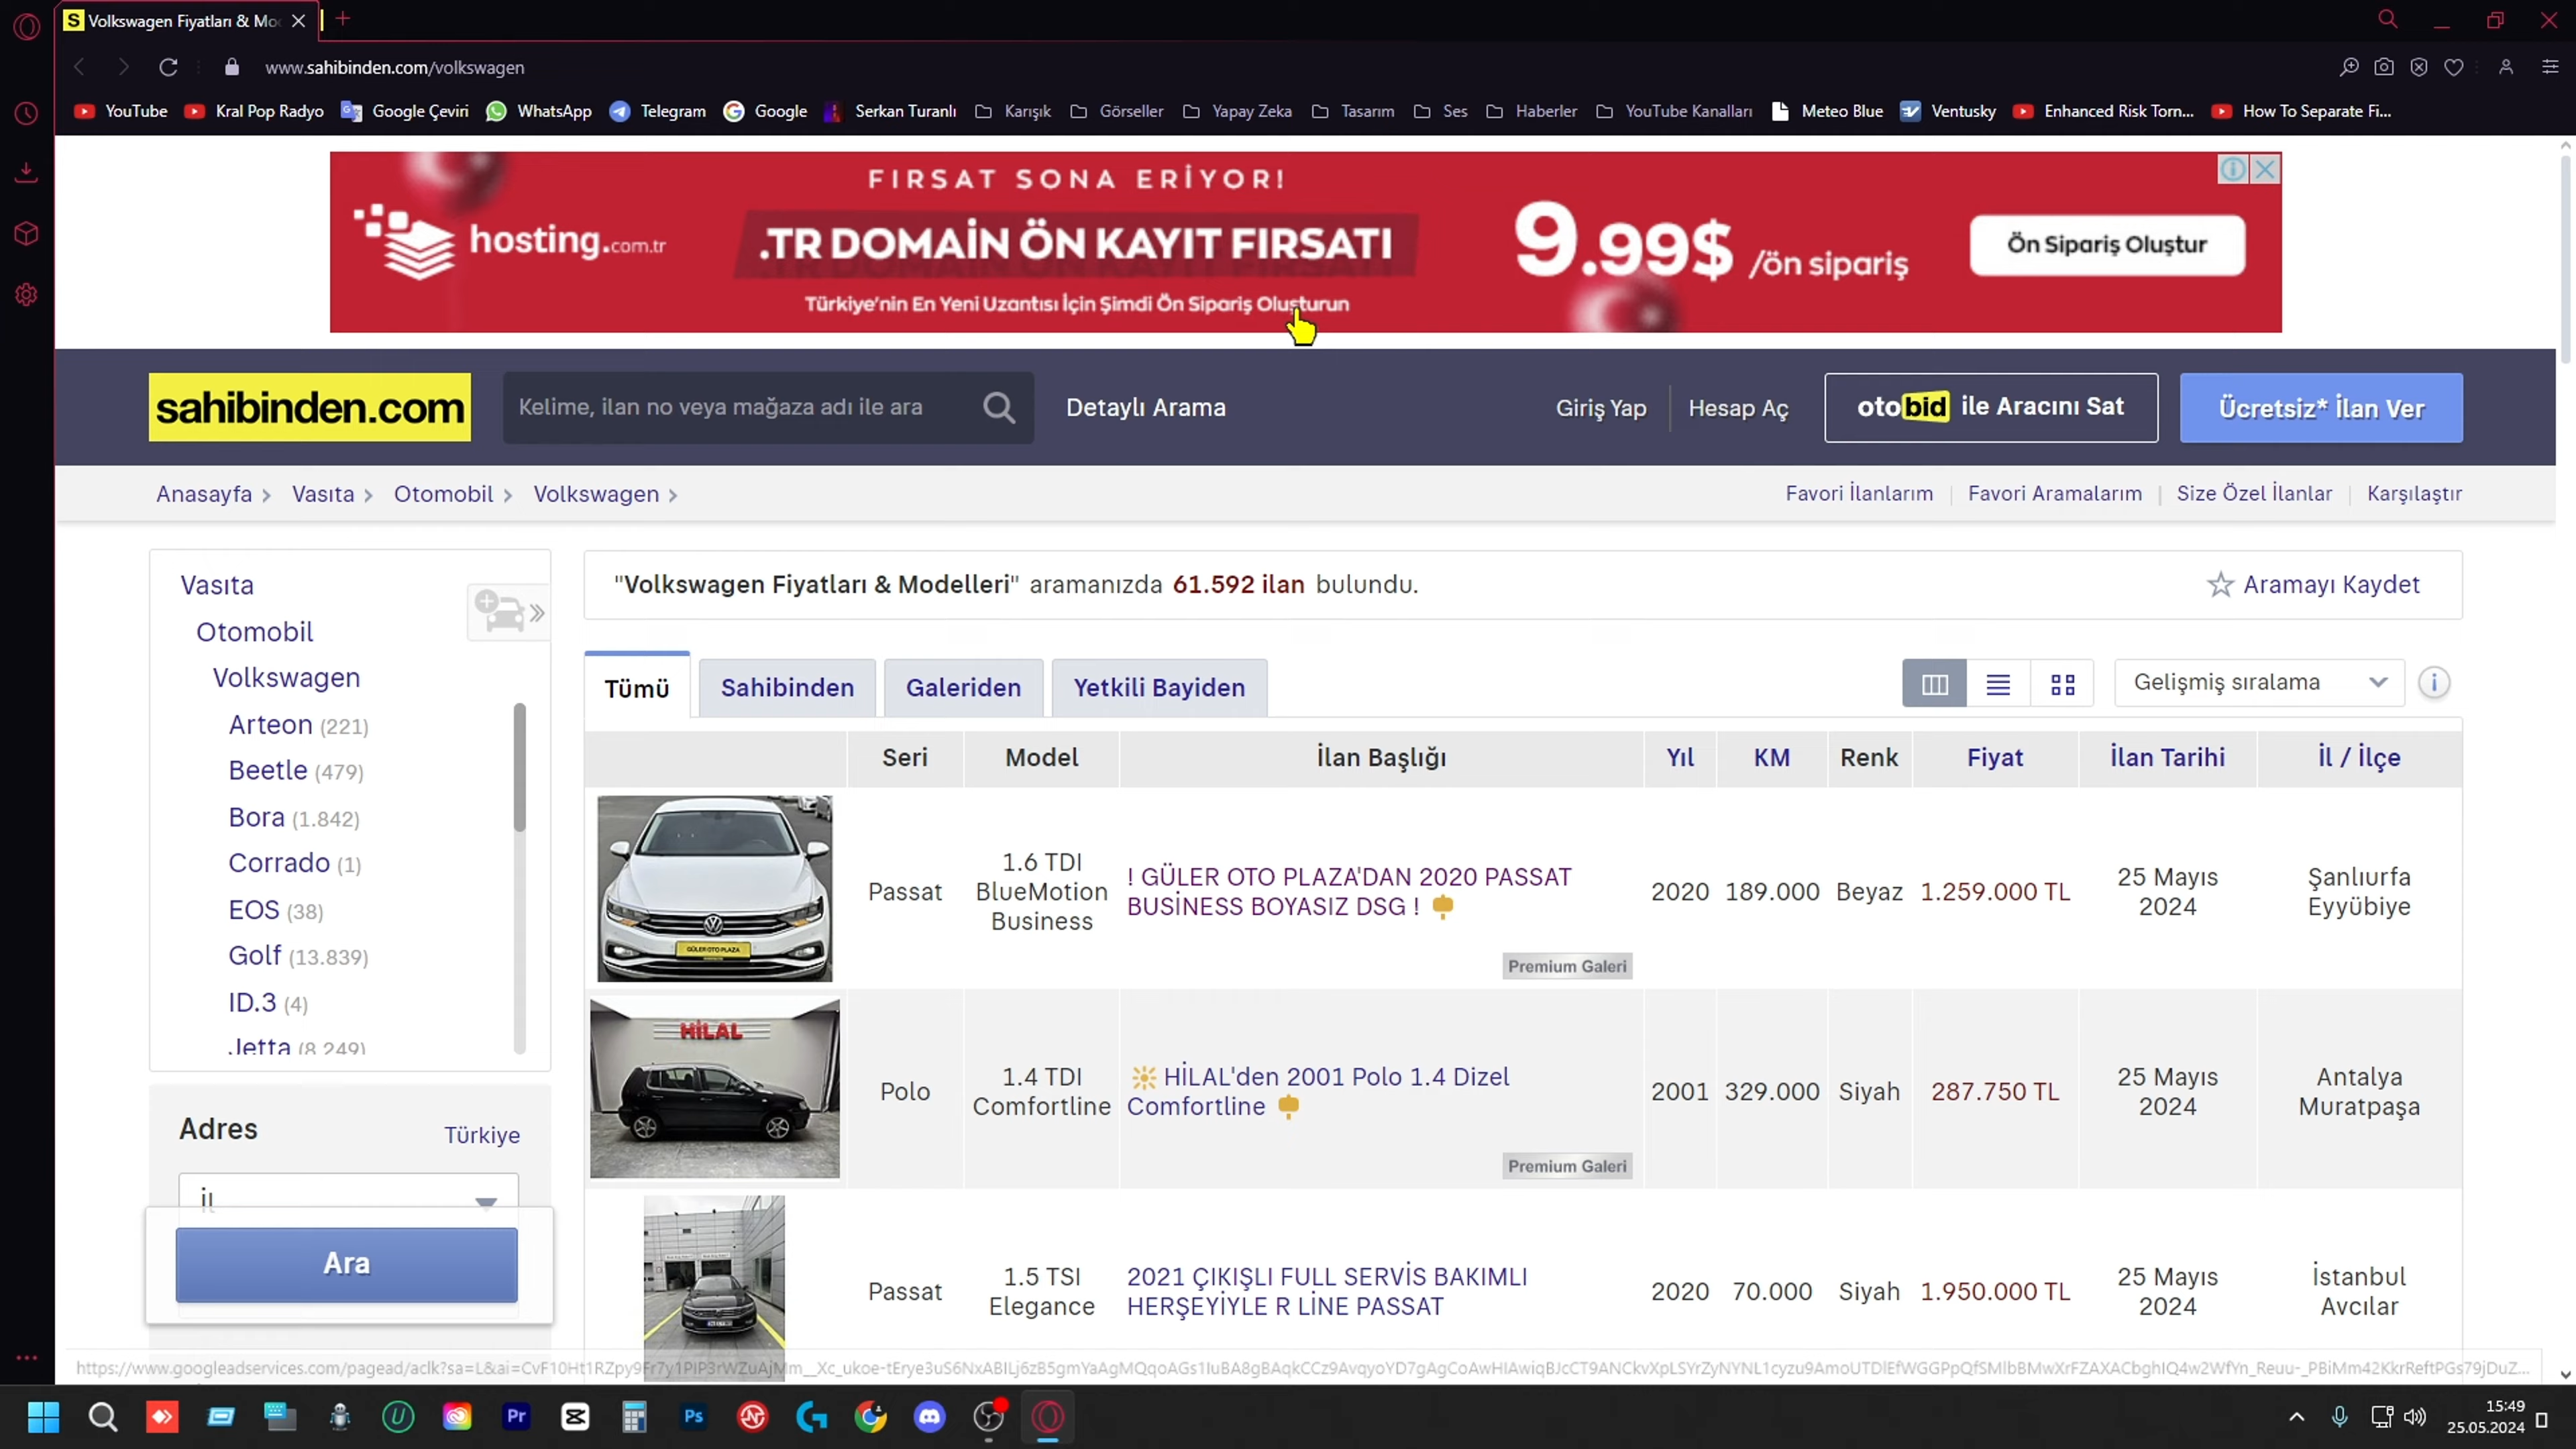 Volkswagen Fiyatları & Mo
www.sahibinden.com/volkswagen
YouTube Kral Pop Radyo Google Çeviri WhatsApp Telegram Google Serkan Turanlı Karışık Görseller Yapay Zeka Tasarım Ses Haberler YouTube Kanalları Meteo Blue Ventusky Enhanced Risk Torn... How To Separate Fi...
FIRSAT SONA ERİYOR!
hosting.com.tr
.TR DOMAİN ÖN KAYIT FIRSATI
9.99$ /ön sipariş
Ön Sipariş Oluştur
Türkiye'nin En Yeni Uzantısı İçin Şimdi Ön Sipariş Oluşturun
sahibinden.com Kelime, ilan no veya mağaza adı ile ara Detaylı Arama Giriş Yap Hesap Aç otobid ile Aracını Sat Ücretsiz* İlan Ver
Anasayfa Vasıta Otomobil Volkswagen Favori İlanlarım Favori Aramalarım Size Özel İlanlar Karşılaştır
Vasıta
Otomobil
Volkswagen
Arteon (221)
Beetle (479)
Bora (1.842)
Corrado (1)
EOS (38)
Golf (13.839)
ID.3 (4)
Jetta (8.249)
Adres Türkiye
İl
Ara
"Volkswagen Fiyatları & Modelleri" aramanızda 61.592 ilan bulundu. Aramayı Kaydet
Tümü Sahibinden Galeriden Yetkili Bayiden Gelişmiş sıralama
Seri Model İlan Başlığı Yıl KM Renk Fiyat İlan Tarihi İl / İlçe
GÜLER OTO PLAZA
Passat
1.6 TDI
BlueMotion
Business
! GÜLER OTO PLAZA'DAN 2020 PASSAT
BUSİNESS BOYASIZ DSG !
Premium Galeri
2020 189.000 Beyaz 1.259.000 TL
25 Mayıs
2024
Şanlıurfa
Eyyübiye
HİLAL
Polo
1.4 TDI
Comfortline
HİLAL'den 2001 Polo 1.4 Dizel
Comfortline
Premium Galeri
2001 329.000 Siyah 287.750 TL
25 Mayıs
2024
Antalya
Muratpaşa
Passat
1.5 TSI
Elegance
2021 ÇIKIŞLI FULL SERVİS BAKIMLI
HERŞEYİYLE R LİNE PASSAT
2020 70.000 Siyah 1.950.000 TL
25 Mayıs
2024
İstanbul
Avcılar
15:49
25.05.2024